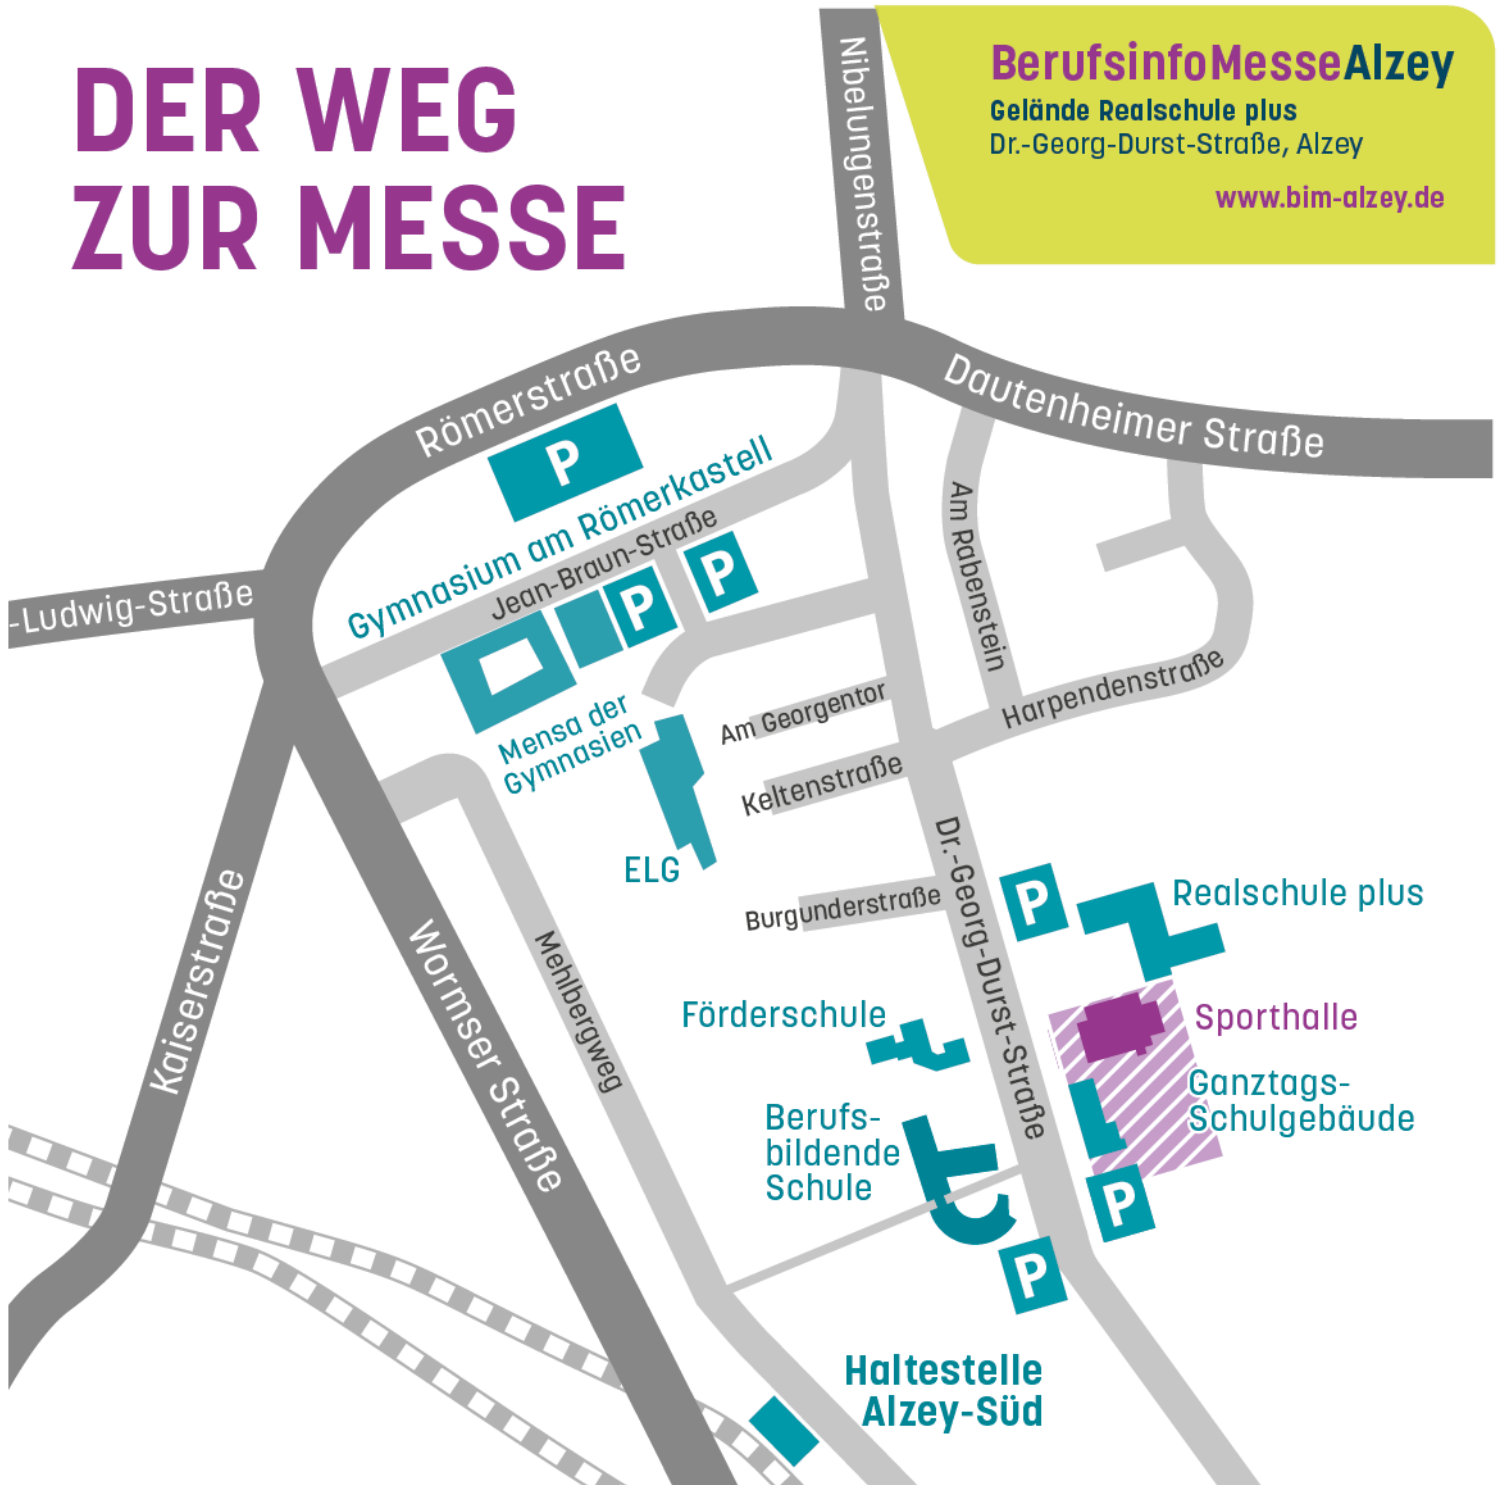 DER WEG
ZUR MESSE
BerufsinfoMesseAlzey
Gelände Realschule plus
Dr.-Georg-Durst-Straße, Alzey
www.bim-alzey.de
Nibelungenstraße
Römerstraße
Dautenheimer Straße
P
Gymnasium am Römerkastell
Jean-Braun-Straße
P
P
Am Rabenstein
-Ludwig-Straße
Harpendenstraße
Mensa der
Gymnasien
Am Georgentor
Keltenstraße
ELG
Dr.-Georg-Durst-Straße
Burgunderstraße
P
Realschule plus
Kaiserstraße
Wormser Straße
Mehlbergweg
Förderschule
Sporthalle
Ganztags-
Schulgebäude
Berufs-
bildende
Schule
P
P
Haltestelle
Alzey-Süd